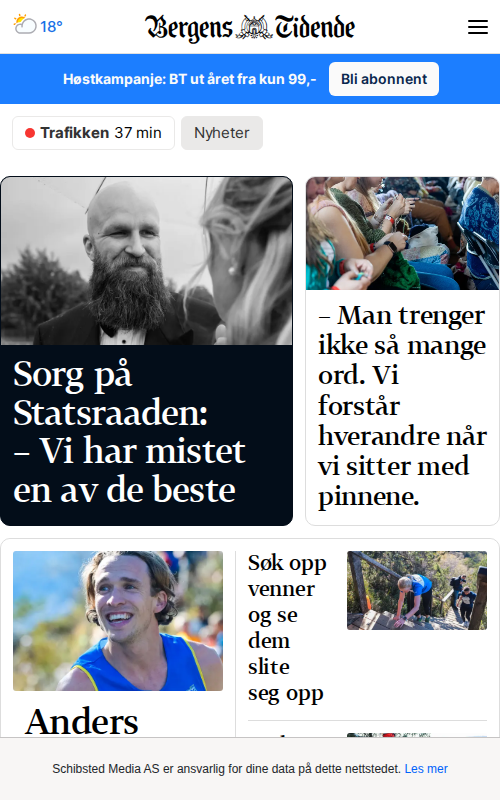 18°
Bergens Tidende
Høstkampanje: BT ut året fra kun 99,-
Bli abonnent
Trafikken 37 min
Nyheter
Sorg på
Statsraaden:
– Vi har mistet
en av de beste
– Man trenger
ikke så mange
ord. Vi
forstår
hverandre når
vi sitter med
pinnene.
Anders
Søk opp
venner
og se
dem
slite
seg opp
Schibsted Media AS er ansvarlig for dine data på dette nettstedet. Les mer